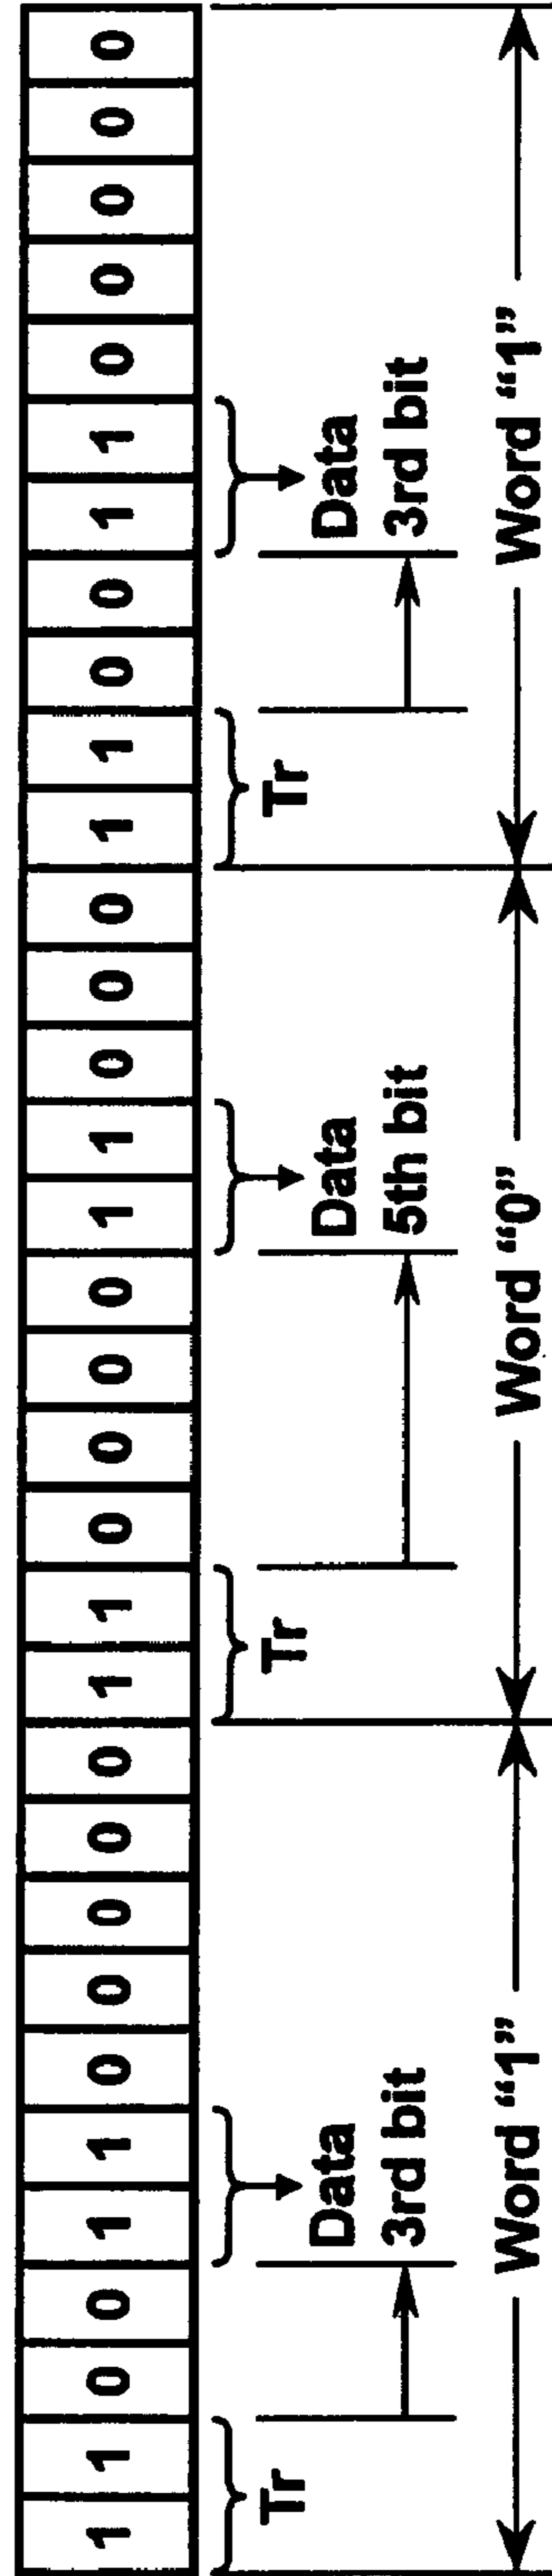 1 1 0 0 1 1 0 0 0 0 0 1 1 0 0 0 0 1 1 0 0 0 1 1 0 0 1 1 0 0 0 0 0
Tr Tr Tr
Data Data Data
3rd bit 5th bit 3rd bit
Word “1” Word “0” Word “1”